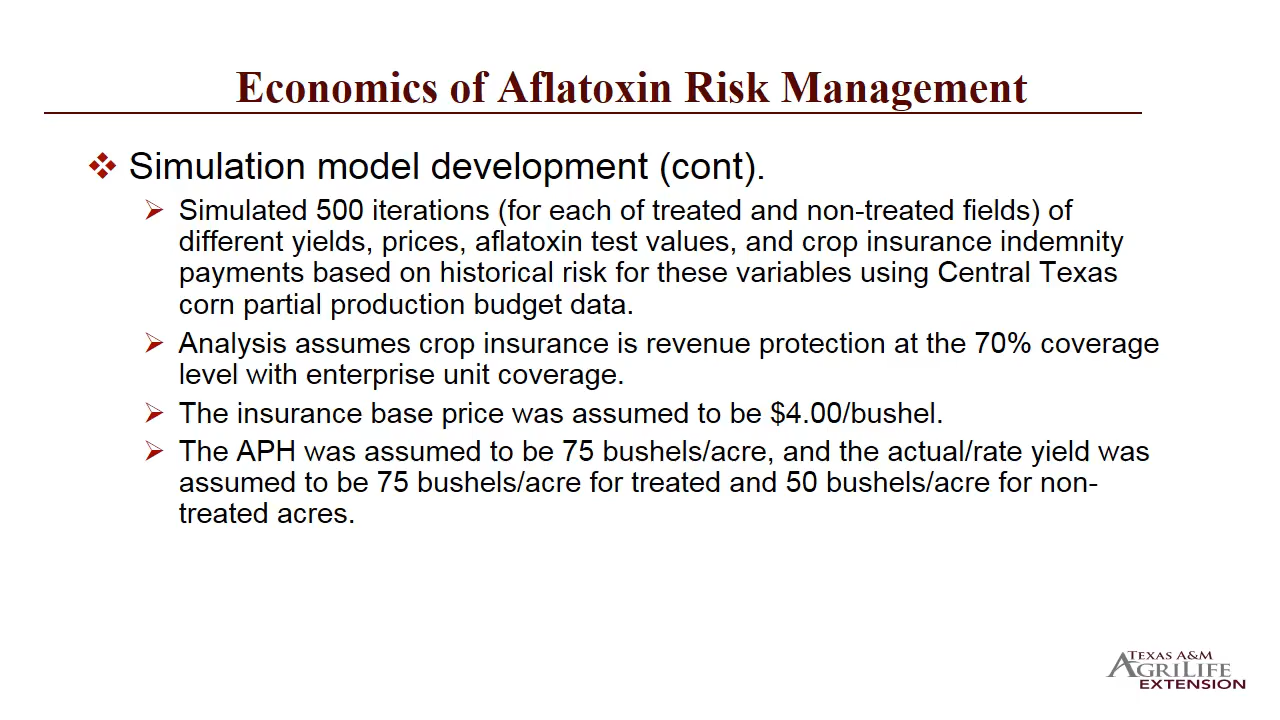 Economics of Aflatoxin Risk Management
Simulation model development (cont).
Simulated 500 iterations (for each of treated and non-treated fields) of
different yields, prices, aflatoxin test values, and crop insurance indemnity
payments based on historical risk for these variables using Central Texas
corn partial production budget data.
Analysis assumes crop insurance is revenue protection at the 70% coverage
level with enterprise unit coverage.
The insurance base price was assumed to be $4.00/bushel.
The APH was assumed to be 75 bushels/acre, and the actual/rate yield was
assumed to be 75 bushels/acre for treated and 50 bushels/acre for non-
treated acres.
TEXAS A&M
AGRILIFE
EXTENSION